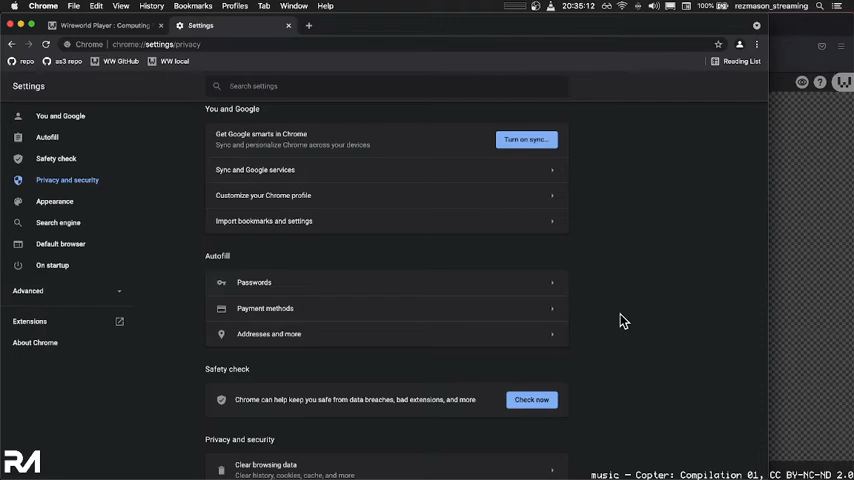 Chrome File Edit View History Bookmarks Profiles Tab Window Help 100% 20:35:12 rezmason_streaming
Wireworld Player : Computing Settings
Chrome chrome://settings/privacy
repo as3 repo WW GitHub WW local Reading List
Settings Search settings
You and Google
You and Google
Get Google smarts in Chrome
Sync and personalize Chrome across your devices
Turn on sync...
Autofill
Safety check
Sync and Google services
Privacy and security
Customize your Chrome profile
Appearance
Import bookmarks and settings
Search engine
Default browser
Autofill
On startup
Passwords
Advanced
Payment methods
Extensions
Addresses and more
About Chrome
Safety check
Chrome can help keep you safe from data breaches, bad extensions, and more Check now
Privacy and security
Clear browsing data
Clear history, cookies, cache, and more
RM
music – Copter: Compilation 01, CC BY-NC-ND 2.0